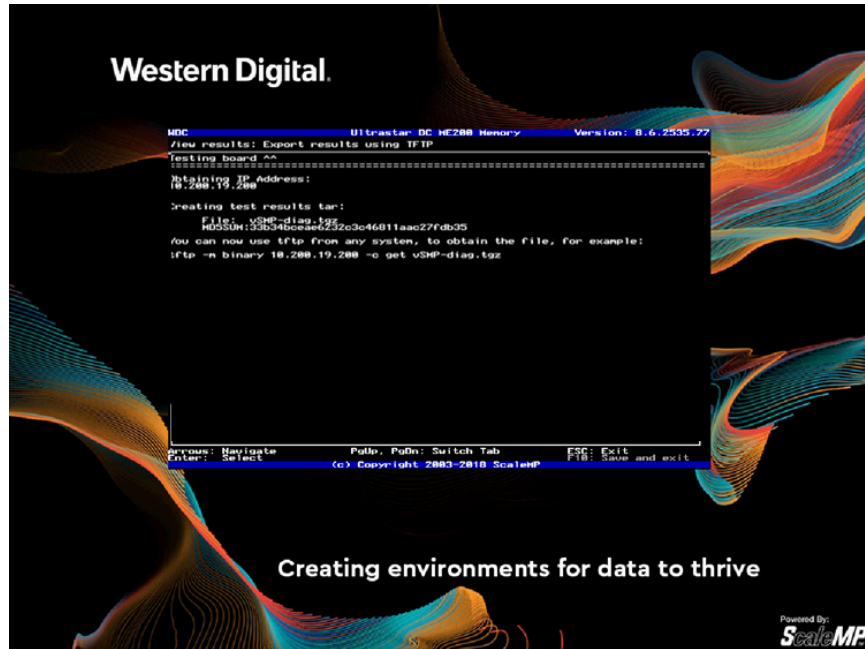 Western Digital.
WDC Ultrastar DC ME200 Memory Version: 8.6.2535.77
View results: Export results using TFTP
Testing board ^^
Obtaining IP Address:
10.200.19.200
Creating test results tar:
File: vSMP-diag.tgz
MD5SUM:33b34bceae6232c3c46811aac27fdb35
You can now use tftp from any system, to obtain the file, for example:
tftp -m binary 10.200.19.200 -c get vSMP-diag.tgz
Arrows: Navigate PgUp, PgDn: Switch Tab ESC: Exit
Enter: Select F10: Save and exit
(c) Copyright 2003-2018 ScaleMP
Creating environments for data to thrive
Powered By:
ScaleMP